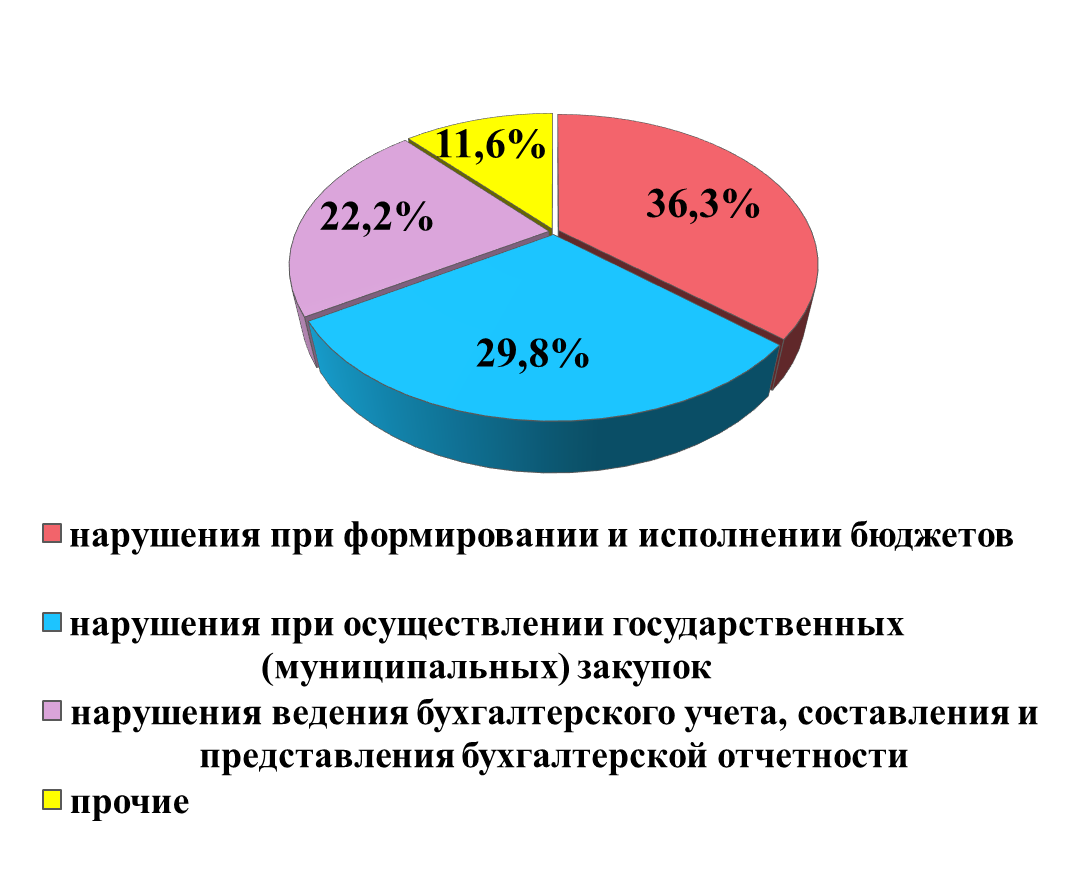 11,6%
36,3%
22,2%
29,8%
нарушения при формировании и исполнении бюджетов
нарушения при осуществлении государственных
(муниципальных) закупок
нарушения ведения бухгалтерского учета, составления и
представления бухгалтерской отчетности
прочие